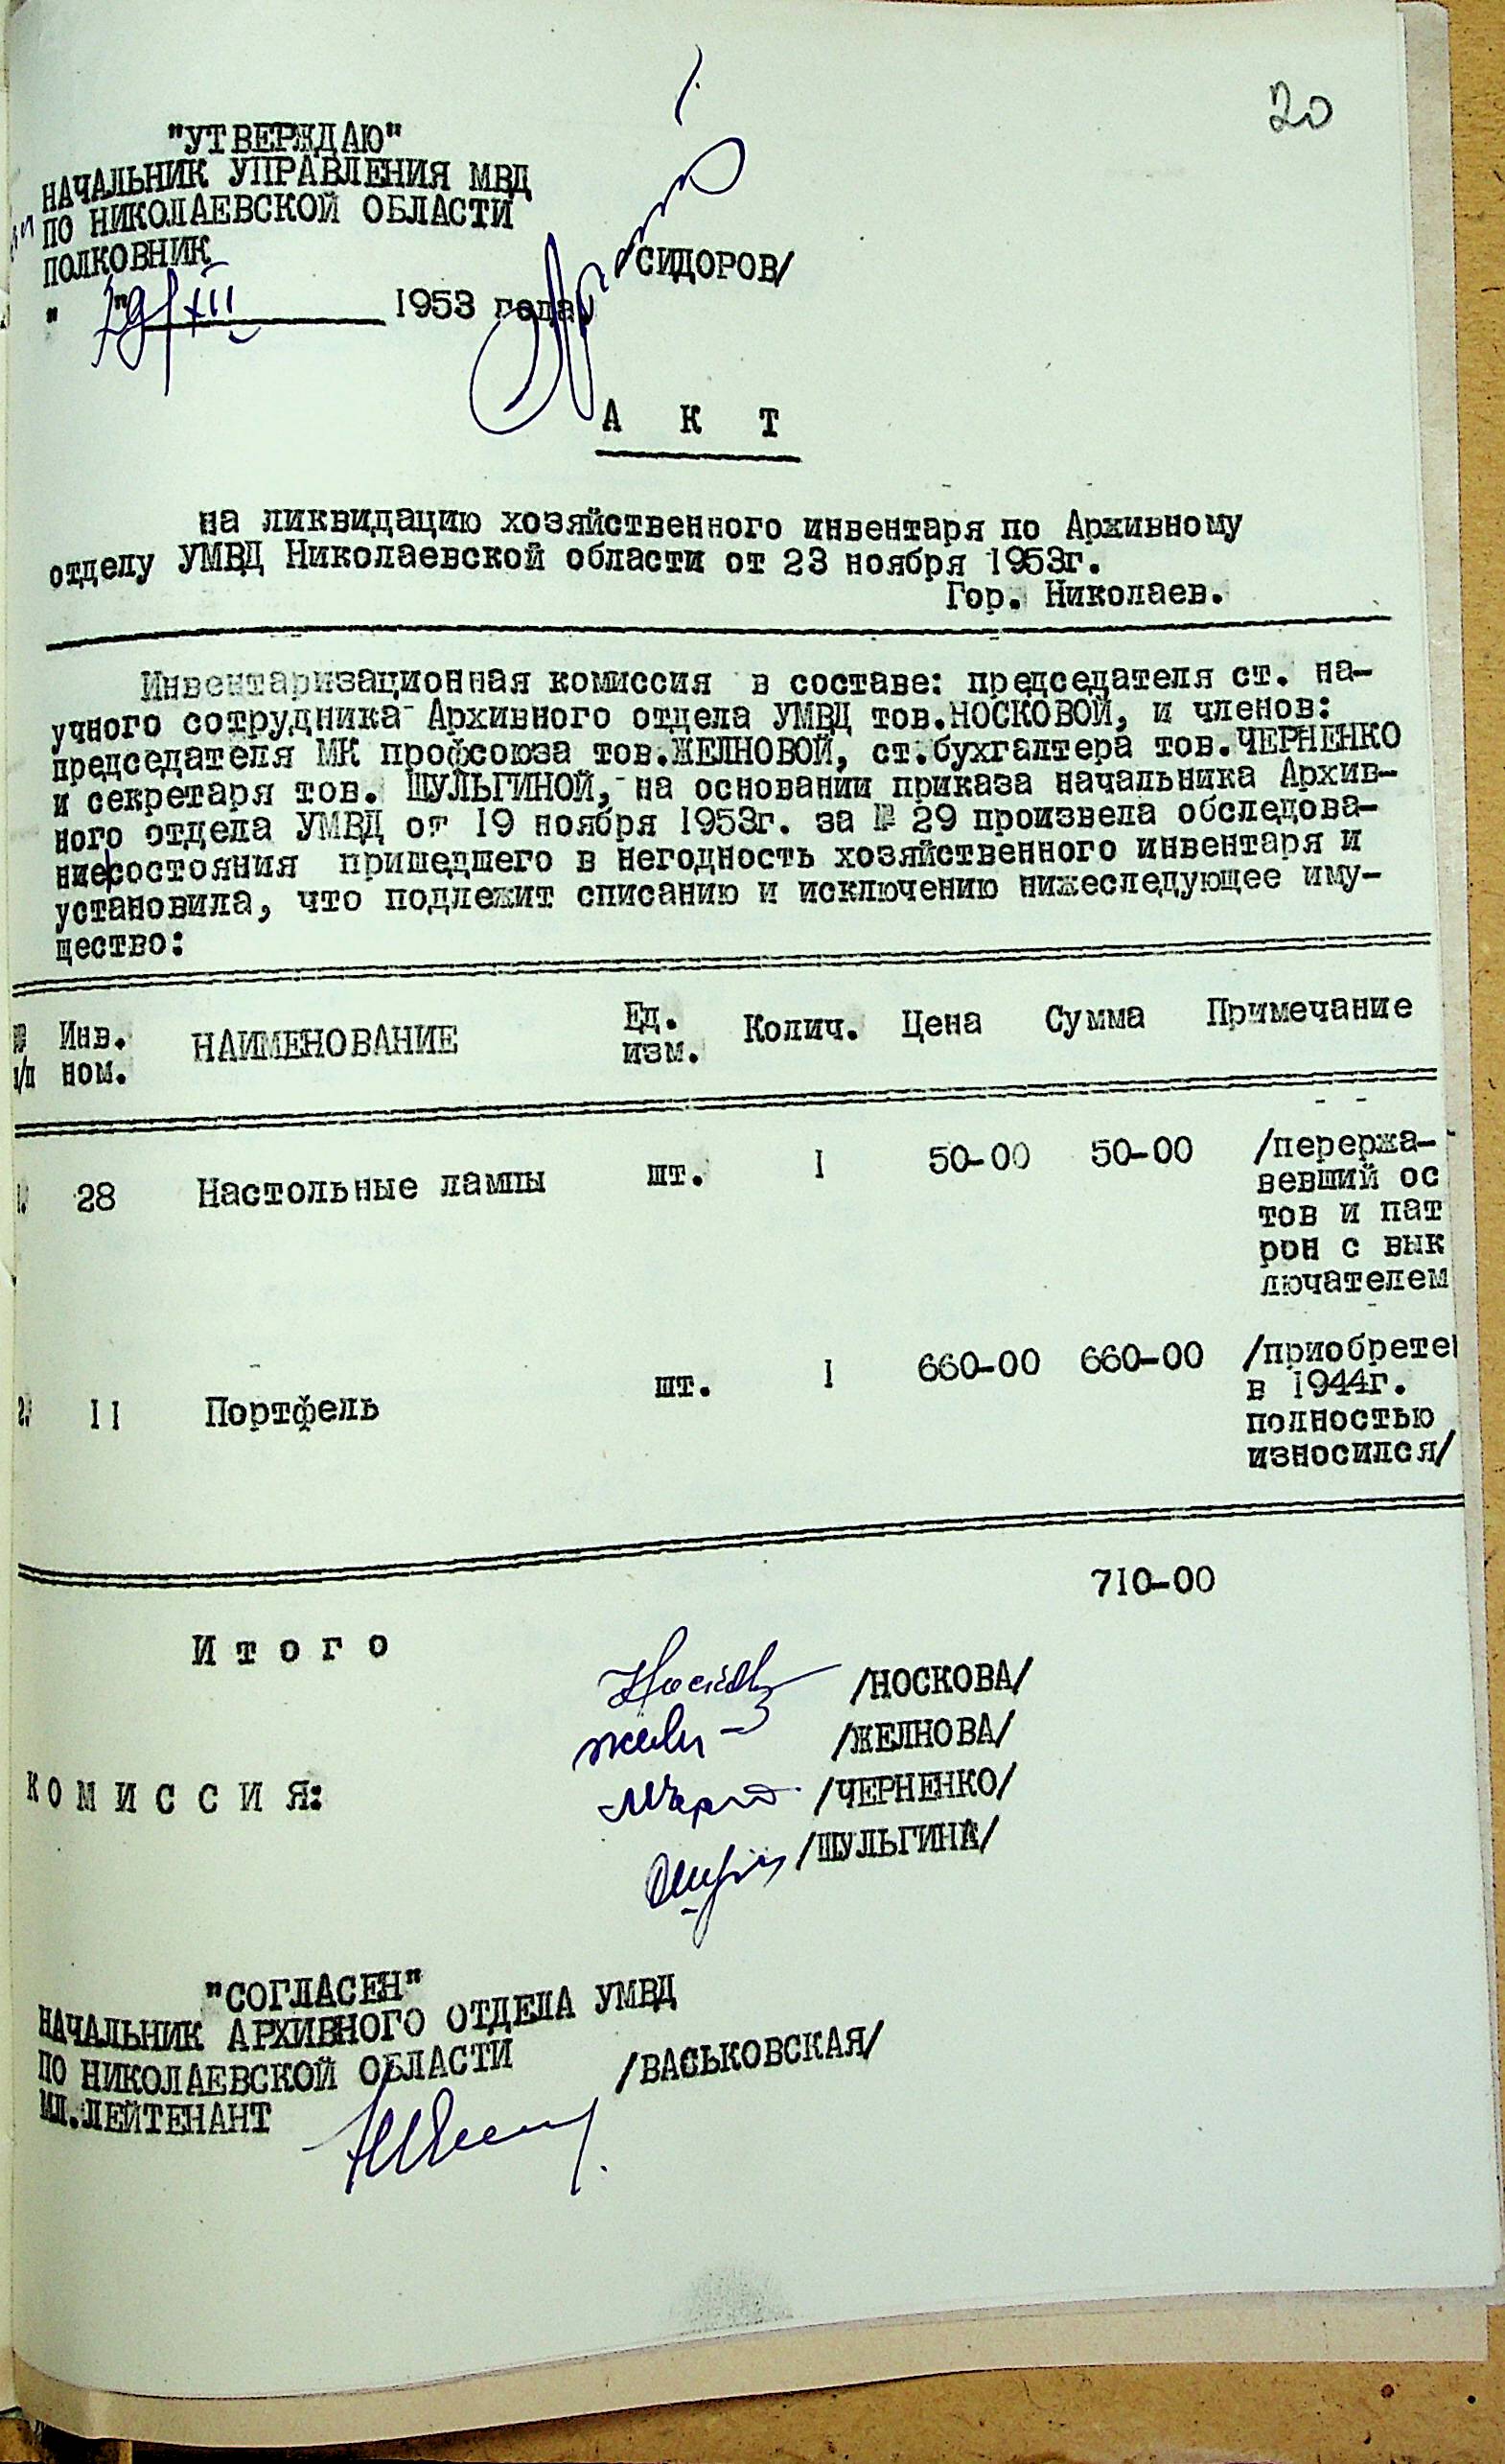 20
"УТВЕРЖДАЮ"
НАЧАЛЬНИК УПРАВЛЕНИЯ МВД
ПО НИКОЛАЕВСКОЙ ОБЛАСТИ
ПОЛКОВНИК
/СИДОРОВ/
" 29/XII " 1953 года
А К Т
на ликвидацию хозяйственного инвентаря по Архивному
отделу УМВД Николаевской области от 23 ноября 1953г.
Гор. Николаев.
Инвентаризационная комиссия в составе: председателя ст. на-
учного сотрудника Архивного отдела УМВД тов.НОСКОВОЙ, и членов:
председателя МК профсоюза тов.ЖЕЛНОВОЙ, ст.бухгалтера тов.ЧЕРНЕНКО
и секретаря тов. ШУЛЬГИНОЙ, на основании приказа начальника Архив-
ного отдела УМВД от 19 ноября 1953г. за № 29 произвела обследова-
ние состояния пришедшего в негодность хозяйственного инвентаря и
установила, что подлежит списанию и исключению нижеследующее иму-
щество:
№ п/п Инв. ном. НАИМЕНОВАНИЕ Ед. изм. Колич. Цена Сумма Примечание
1. 28 Настольные лампы шт. I 50-00 50-00 /перержа-
вевший ос
тов и пат
рон с вык
лючателем
2. II Портфель шт. I 660-00 660-00 /приобретен
в 1944г.
полностью
износился/
710-00
И т о г о
Носкова /НОСКОВА/
/ЖЕЛНОВА/
К О М И С С И Я:
/ЧЕРНЕНКО/
/ШУЛЬГИНА/
"СОГЛАСЕН"
НАЧАЛЬНИК АРХИВНОГО ОТДЕЛА УМВД
ПО НИКОЛАЕВСКОЙ ОБЛАСТИ
МЛ.ЛЕЙТЕНАНТ /ВАСЬКОВСКАЯ/